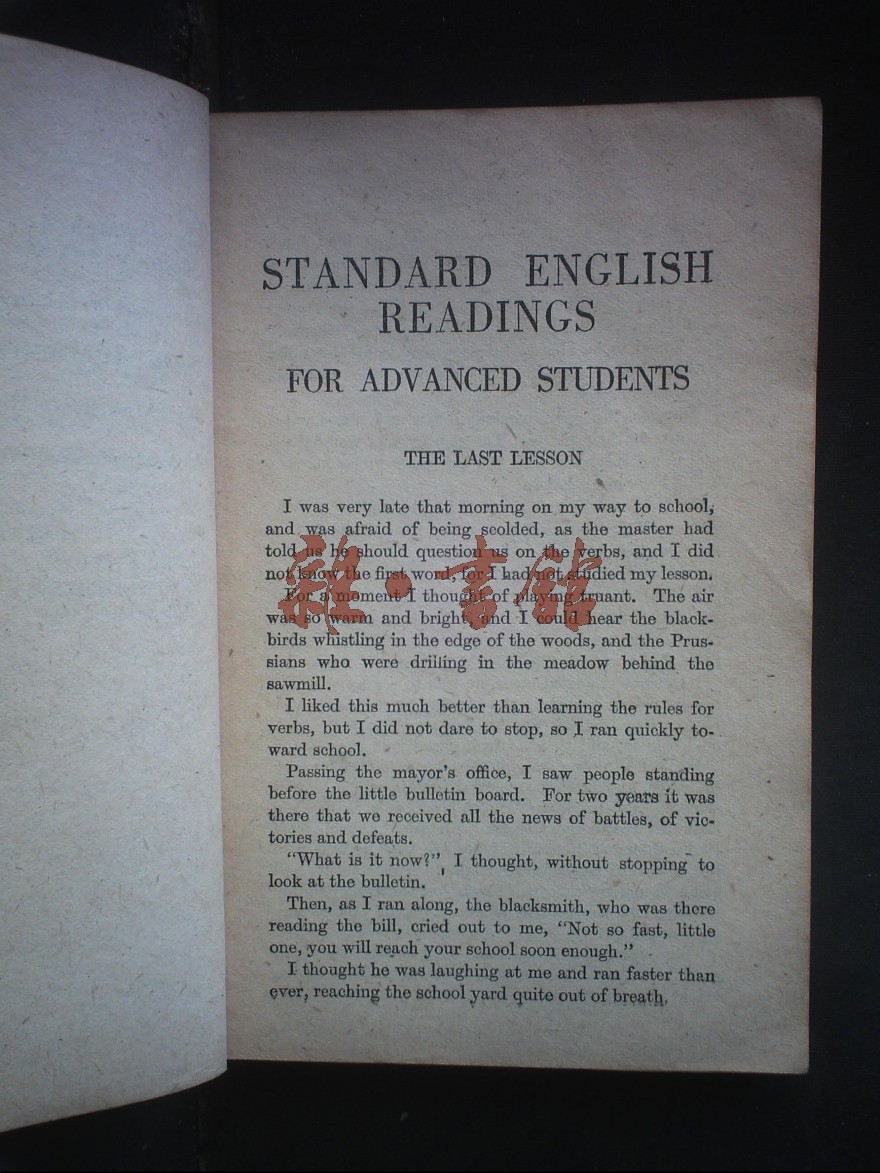 STANDARD ENGLISH
READINGS
FOR ADVANCED STUDENTS
THE LAST LESSON
I was very late that morning on my way to school,
and was afraid of being scolded, as the master had
told us he should question us on the verbs, and I did
not know the first word, for I had not studied my lesson.
For a moment I thought of playing truant. The air
was so warm and bright, and I could hear the black-
birds whistling in the edge of the woods, and the Prus-
sians who were drilling in the meadow behind the
sawmill.
I liked this much better than learning the rules for
verbs, but I did not dare to stop, so I ran quickly to-
ward school.
Passing the mayor's office, I saw people standing
before the little bulletin board. For two years it was
there that we received all the news of battles, of vic-
tories and defeats.
"What is it now?", I thought, without stopping to
look at the bulletin.
Then, as I ran along, the blacksmith, who was there
reading the bill, cried out to me, "Not so fast, little
one, you will reach your school soon enough."
I thought he was laughing at me and ran faster than
ever, reaching the school yard quite out of breath.
雜·書館